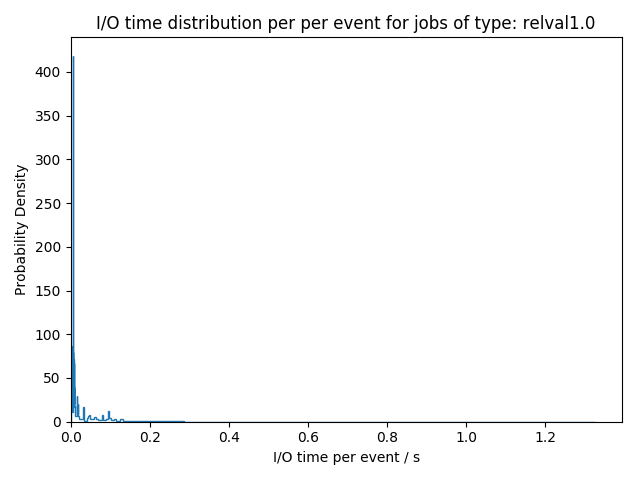 I/O time distribution per per event for jobs of type: relval1.0
400
350
300
250
200
150
100
50
0
Probability Density
0.0 0.2 0.4 0.6 0.8 1.0 1.2
I/O time per event / s